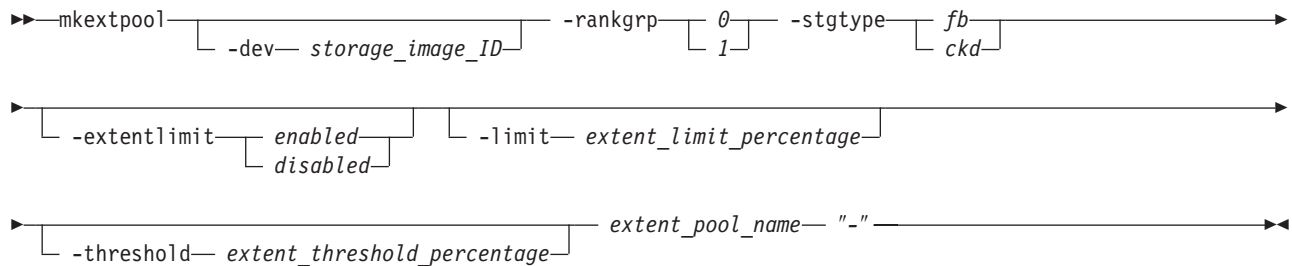 mkextpool -rankgrp 0 -stgtype fb
-dev storage_image_ID 1 ckd
-extentlimit enabled -limit extent_limit_percentage
disabled
extent_pool_name "-"
-threshold extent_threshold_percentage